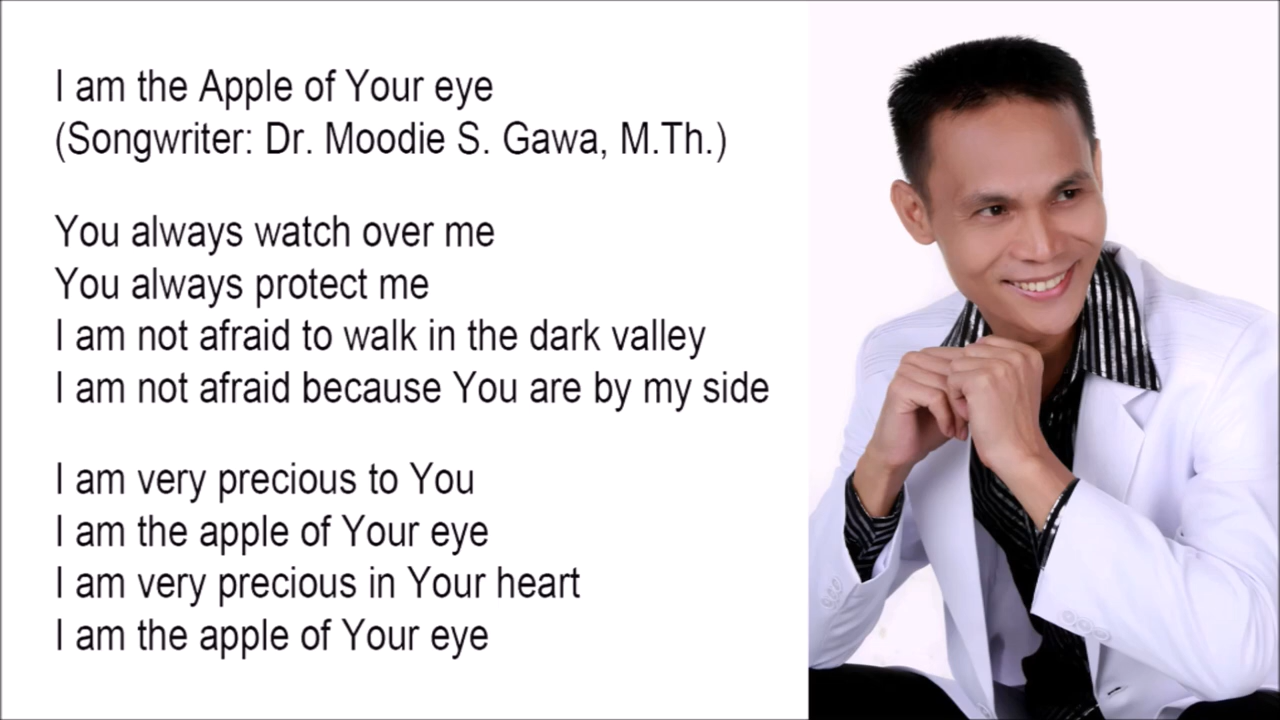 I am the Apple of Your eye
(Songwriter: Dr. Moodie S. Gawa, M.Th.)
You always watch over me
You always protect me
I am not afraid to walk in the dark valley
I am not afraid because You are by my side
I am very precious to You
I am the apple of Your eye
I am very precious in Your heart
I am the apple of Your eye